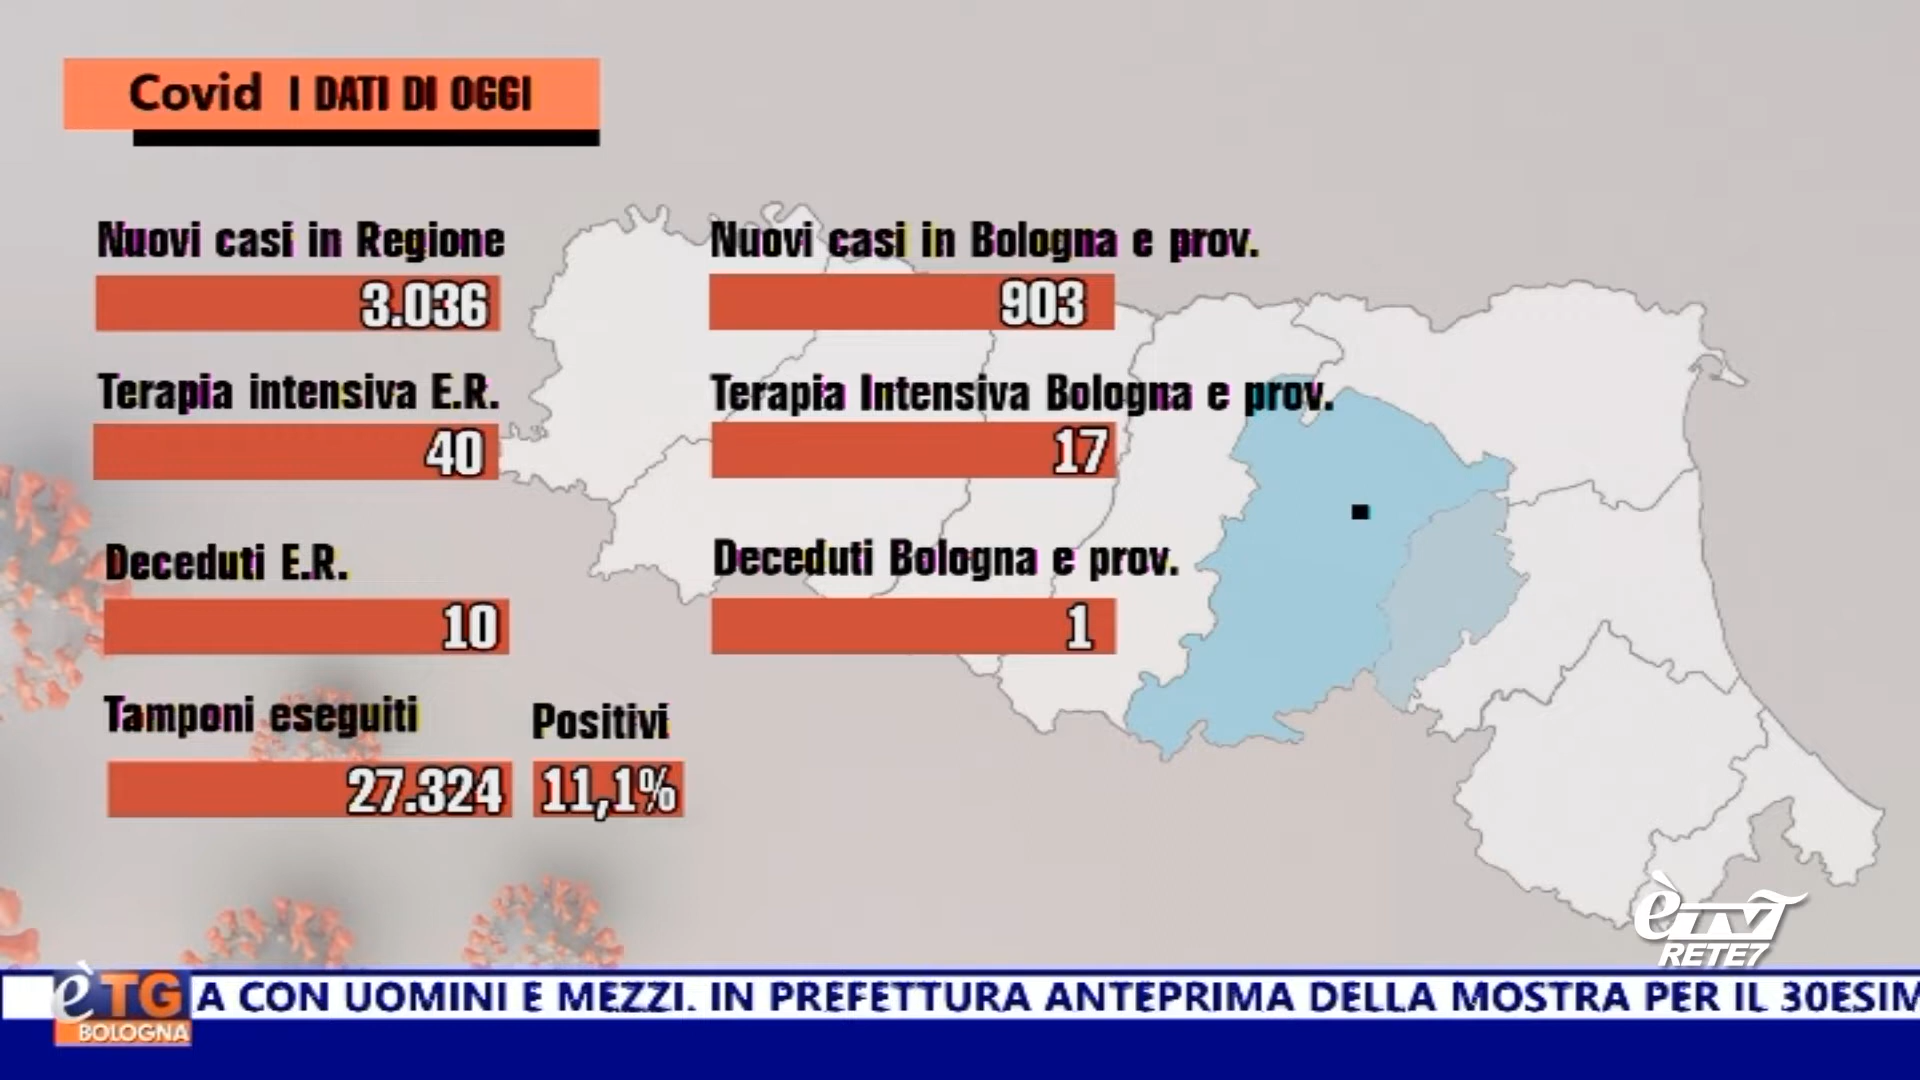 Covid I DATI DI OGGI
Nuovi casi in Regione
3.036
Nuovi casi in Bologna e prov.
903
Terapia intensiva E.R.
40
Terapia Intensiva Bologna e prov.
17
Deceduti E.R.
10
Deceduti Bologna e prov.
1
Tamponi eseguiti
27.324
Positivi
11,1%
è
RETE7
èTG
BOLOGNA
A CON UOMINI E MEZZI. IN PREFETTURA ANTEPRIMA DELLA MOSTRA PER IL 30ESIM